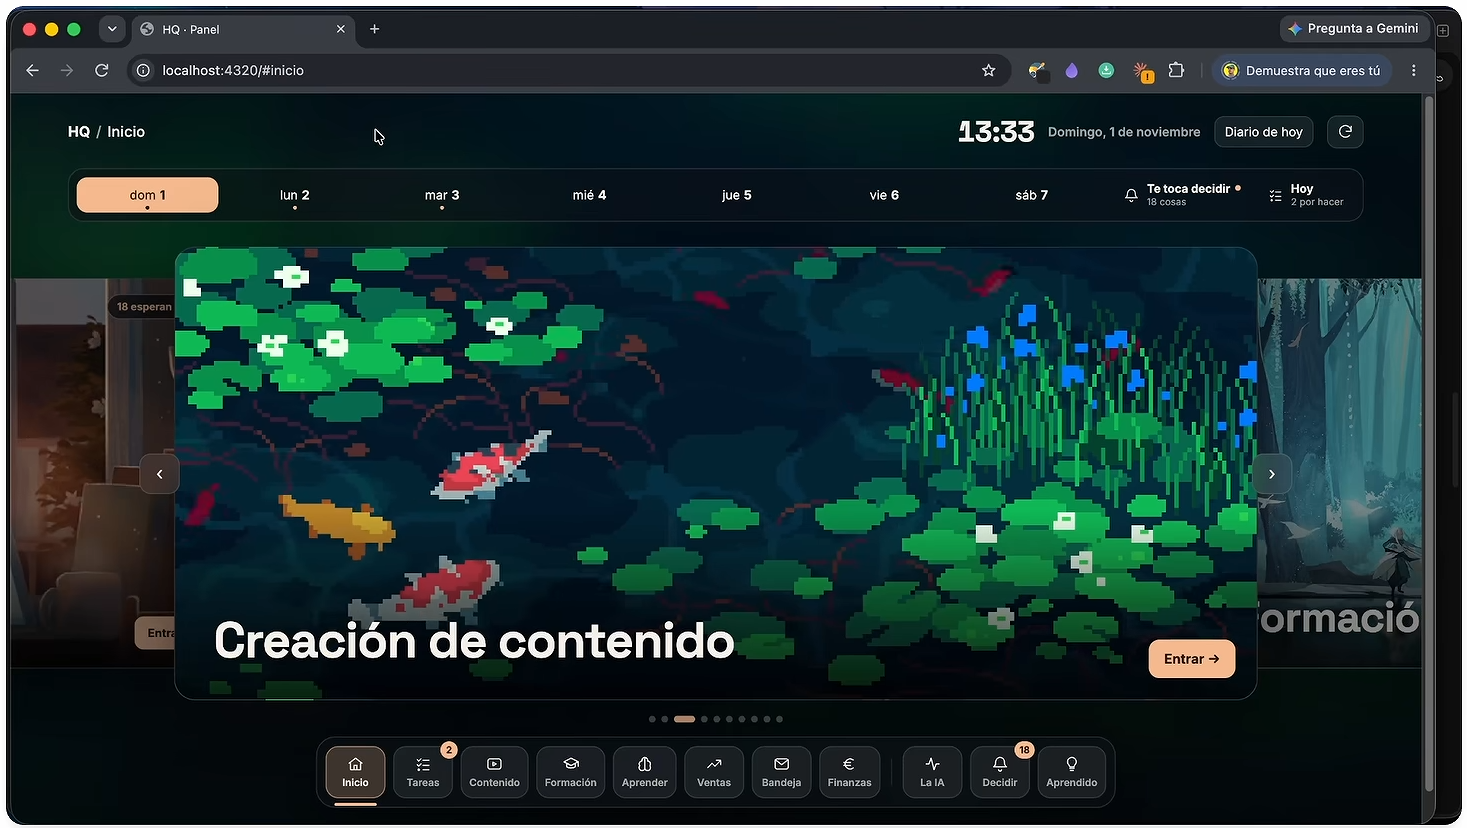 HQ · Panel
Pregunta a Gemini
localhost:4320/#inicio
Demuestra que eres tú
HQ / Inicio
13:33
Domingo, 1 de noviembre
Diario de hoy
dom 1
lun 2
mar 3
mié 4
jue 5
vie 6
sáb 7
Te toca decidir
18 cosas
Hoy
2 por hacer
18 esperan
Creación de contenido
Entrar →
Entra
ormació
2
18
Inicio
Tareas
Contenido
Formación
Aprender
Ventas
Bandeja
Finanzas
La IA
Decidir
Aprendido